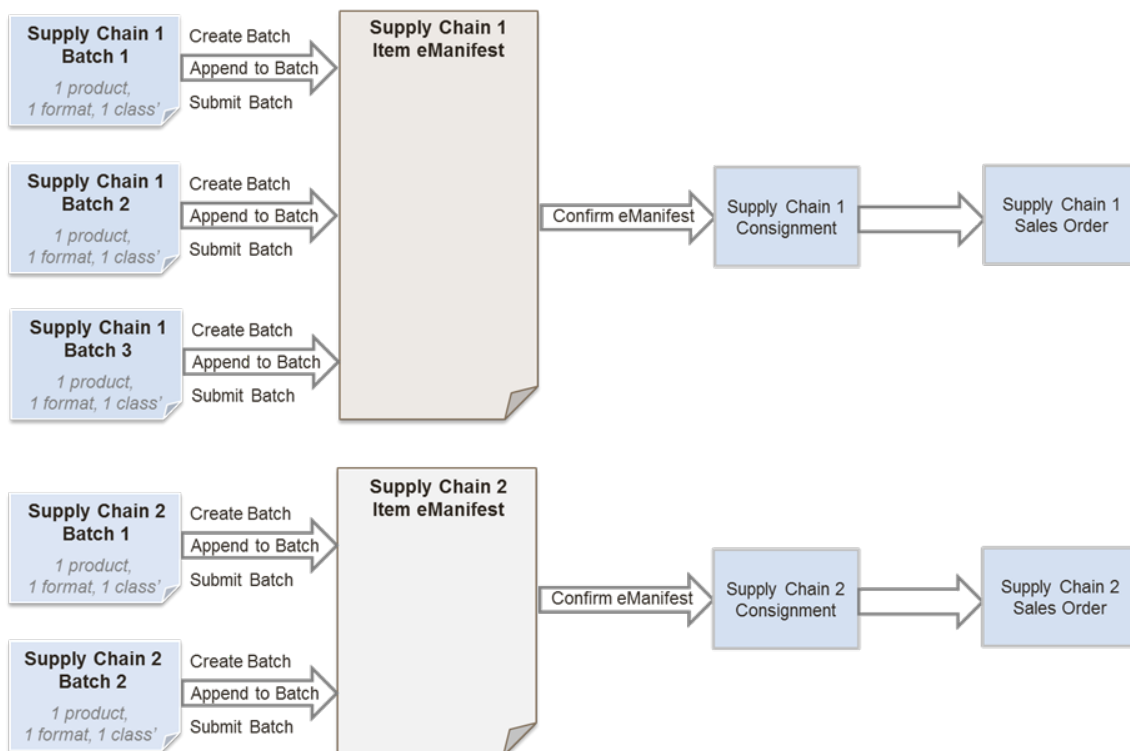 Supply Chain 1
Batch 1
1 product,
1 format, 1 class'
Create Batch
Append to Batch
Submit Batch
Supply Chain 1
Item eManifest
Supply Chain 1
Batch 2
1 product,
1 format, 1 class'
Create Batch
Append to Batch
Submit Batch
Confirm eManifest
Supply Chain 1
Consignment
Supply Chain 1
Sales Order
Supply Chain 1
Batch 3
1 product,
1 format, 1 class'
Create Batch
Append to Batch
Submit Batch
Supply Chain 2
Batch 1
1 product,
1 format, 1 class'
Create Batch
Append to Batch
Submit Batch
Supply Chain 2
Item eManifest
Confirm eManifest
Supply Chain 2
Consignment
Supply Chain 2
Sales Order
Supply Chain 2
Batch 2
1 product,
1 format, 1 class'
Create Batch
Append to Batch
Submit Batch